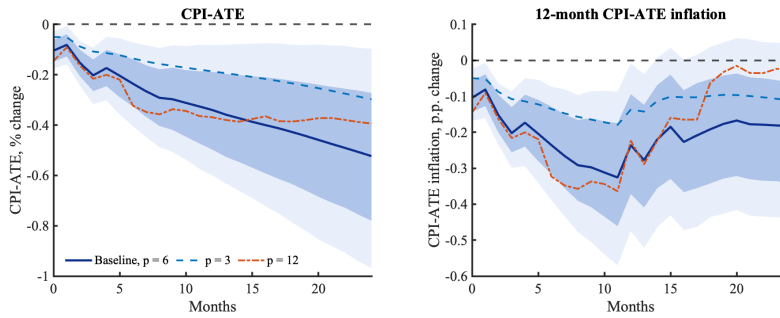 CPI-ATE
0
-0.2
-0.4
-0.6
-0.8
-1
CPI-ATE, % change
Baseline, p = 6 p = 3 p = 12
0 5 10 15 20
Months
12-month CPI-ATE inflation
0.1
0
-0.1
-0.2
-0.3
-0.4
-0.5
-0.6
CPI-ATE inflation, p.p. change
0 5 10 15 20
Months